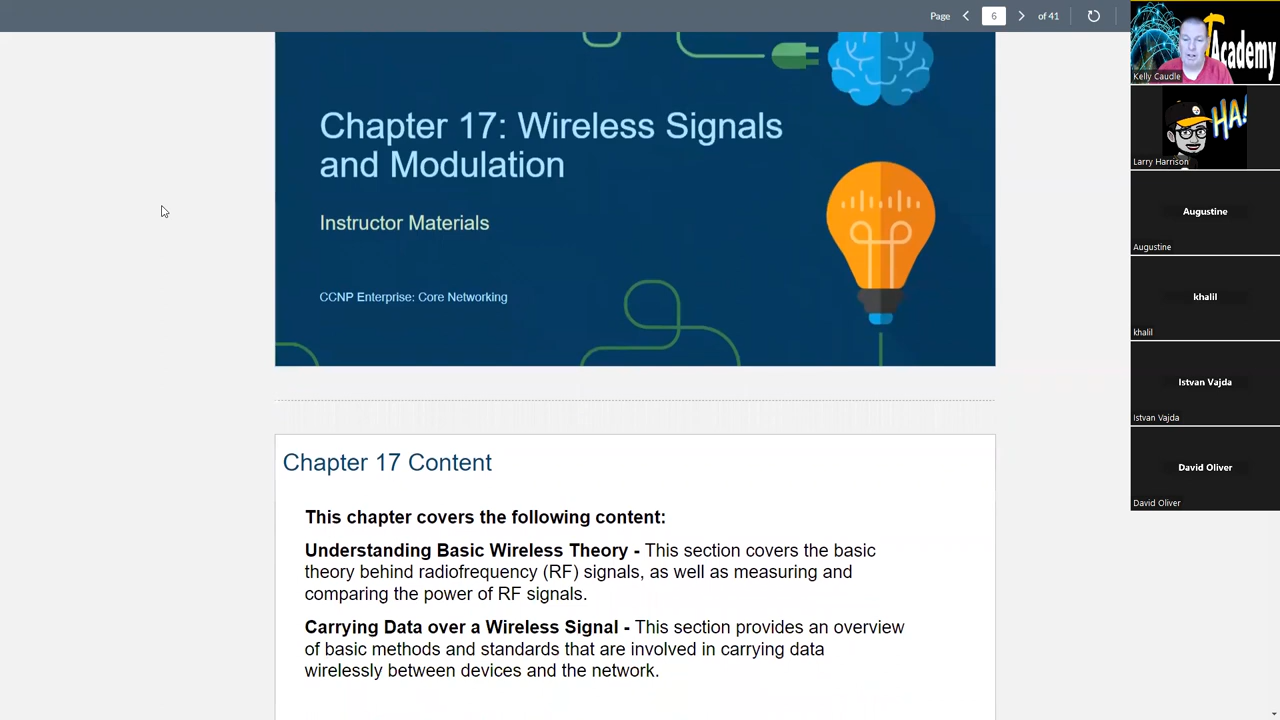 Page 6 of 41
Chapter 17: Wireless Signals
and Modulation
Instructor Materials
CCNP Enterprise: Core Networking
Chapter 17 Content
This chapter covers the following content:
Understanding Basic Wireless Theory - This section covers the basic
theory behind radiofrequency (RF) signals, as well as measuring and
comparing the power of RF signals.
Carrying Data over a Wireless Signal - This section provides an overview
of basic methods and standards that are involved in carrying data
wirelessly between devices and the network.
Academy
Kelly Caudle
HA!
Larry Harrison
Augustine
Augustine
khalil
khalil
Istvan Vajda
Istvan Vajda
David Oliver
David Oliver